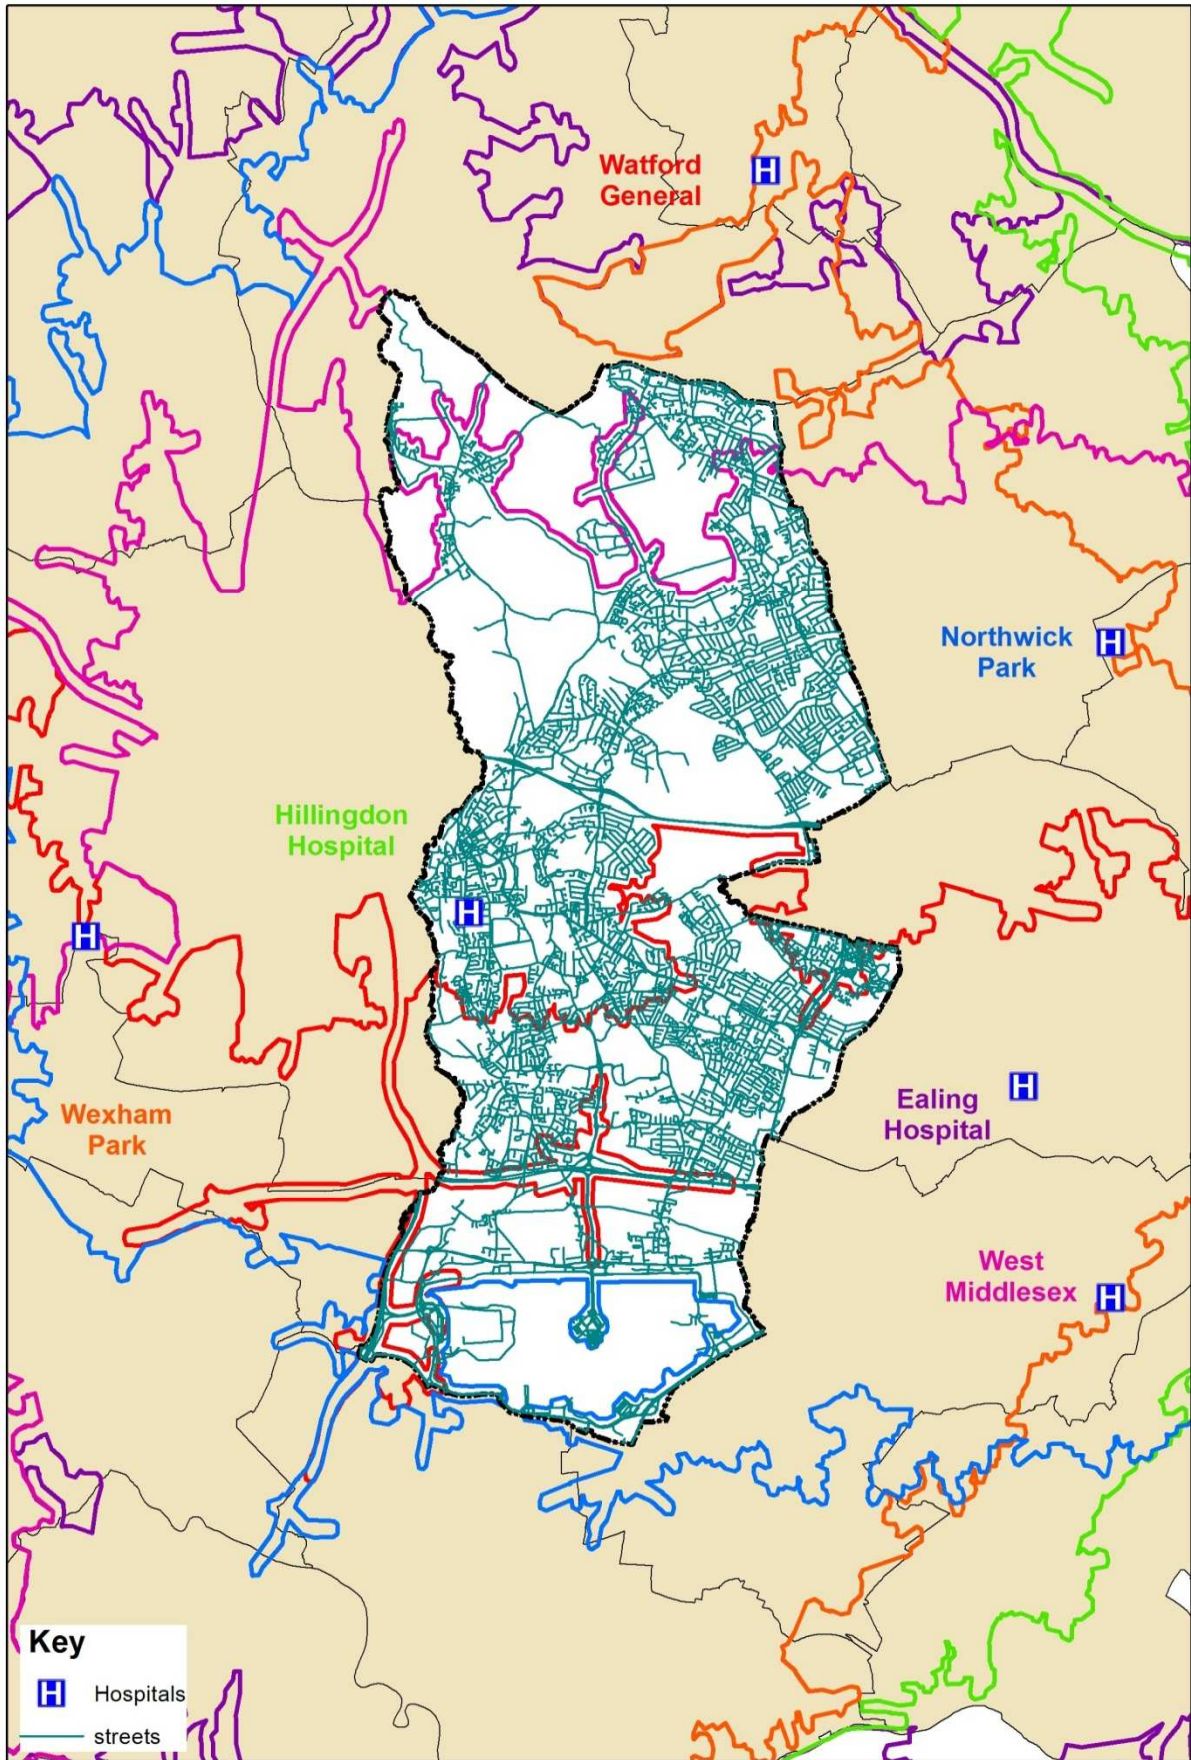 Watford
General
H
Northwick
Park
H
Hillingdon
Hospital
H
H
Wexham
Park
Ealing
Hospital
H
West
Middlesex
H
Key
H Hospitals
streets